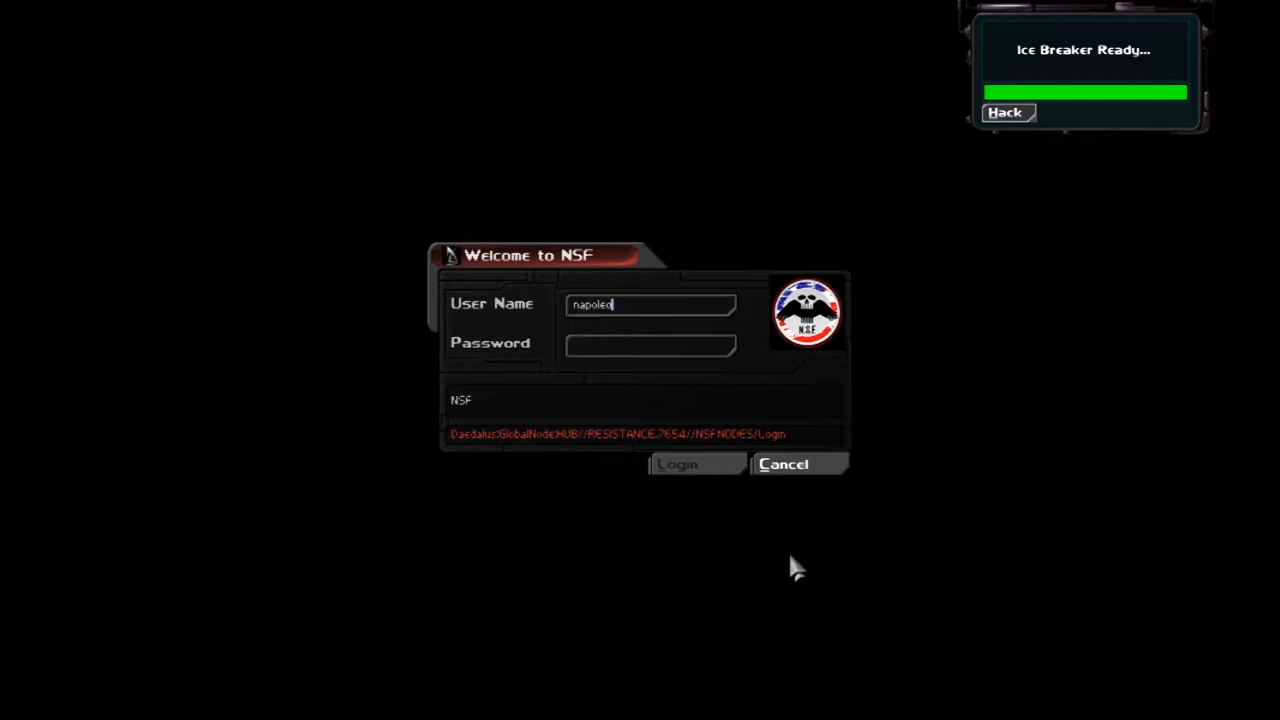 Ice Breaker Ready...
Hack
Welcome to NSF
User Name
napoleo
N.S.F.
Password
NSF
Daedalus:GlobalNode:HUB//RESISTANCE.7654//NSFNODES/Login
Login
Cancel